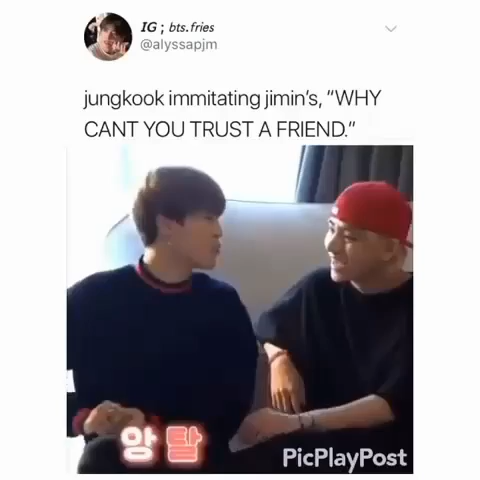 IG ; bts.fries
@alyssapjm
jungkook immitating jimin's, "WHY
CANT YOU TRUST A FRIEND."
앙 탈
PicPlayPost